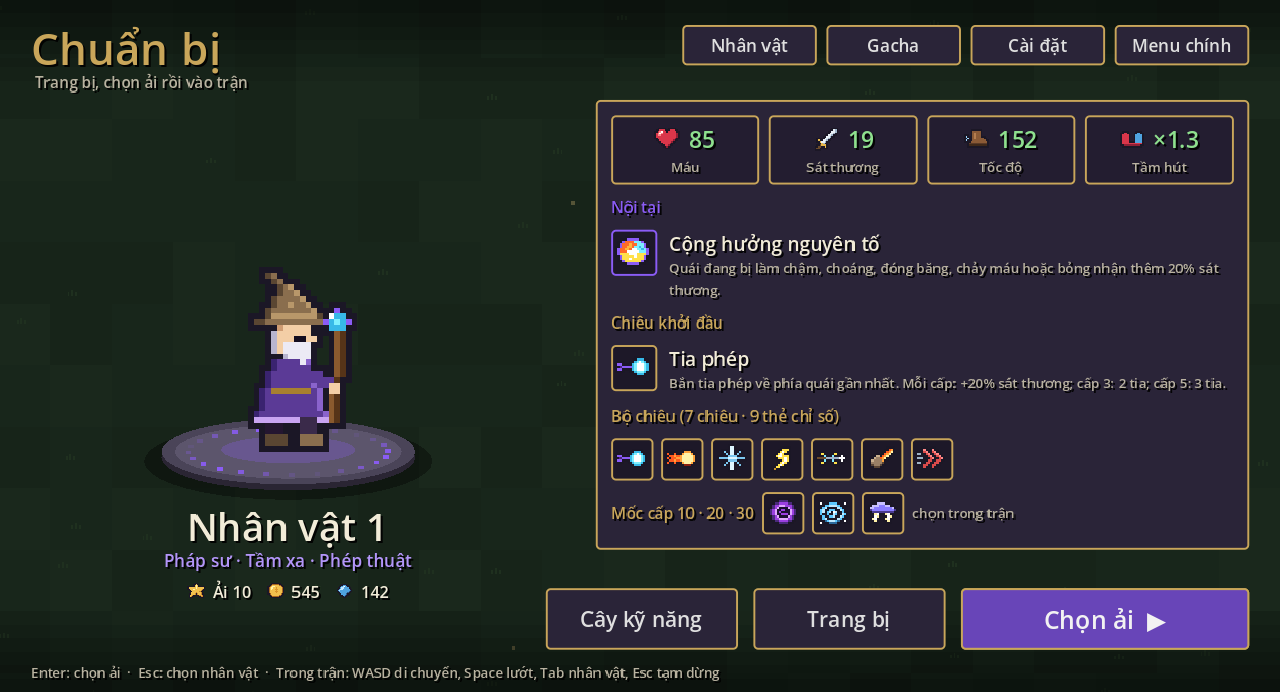 Chuẩn bị
Trang bị, chọn ải rồi vào trận
Nhân vật
Gacha
Cài đặt
Menu chính
85
Máu
19
Sát thương
152
Tốc độ
×1.3
Tầm hút
Nội tại
Cộng hưởng nguyên tố
Quái đang bị làm chậm, choáng, đóng băng, chảy máu hoặc bỏng nhận thêm 20% sát
thương.
Chiêu khởi đầu
Tia phép
Bắn tia phép về phía quái gần nhất. Mỗi cấp: +20% sát thương; cấp 3: 2 tia; cấp 5: 3 tia.
Bộ chiêu (7 chiêu · 9 thẻ chỉ số)
Mốc cấp 10 · 20 · 30
chọn trong trận
Nhân vật 1
Pháp sư · Tầm xa · Phép thuật
Ải 10 545 142
Cây kỹ năng
Trang bị
Chọn ải ▶
Enter: chọn ải · Esc: chọn nhân vật · Trong trận: WASD di chuyển, Space lướt, Tab nhân vật, Esc tạm dừng